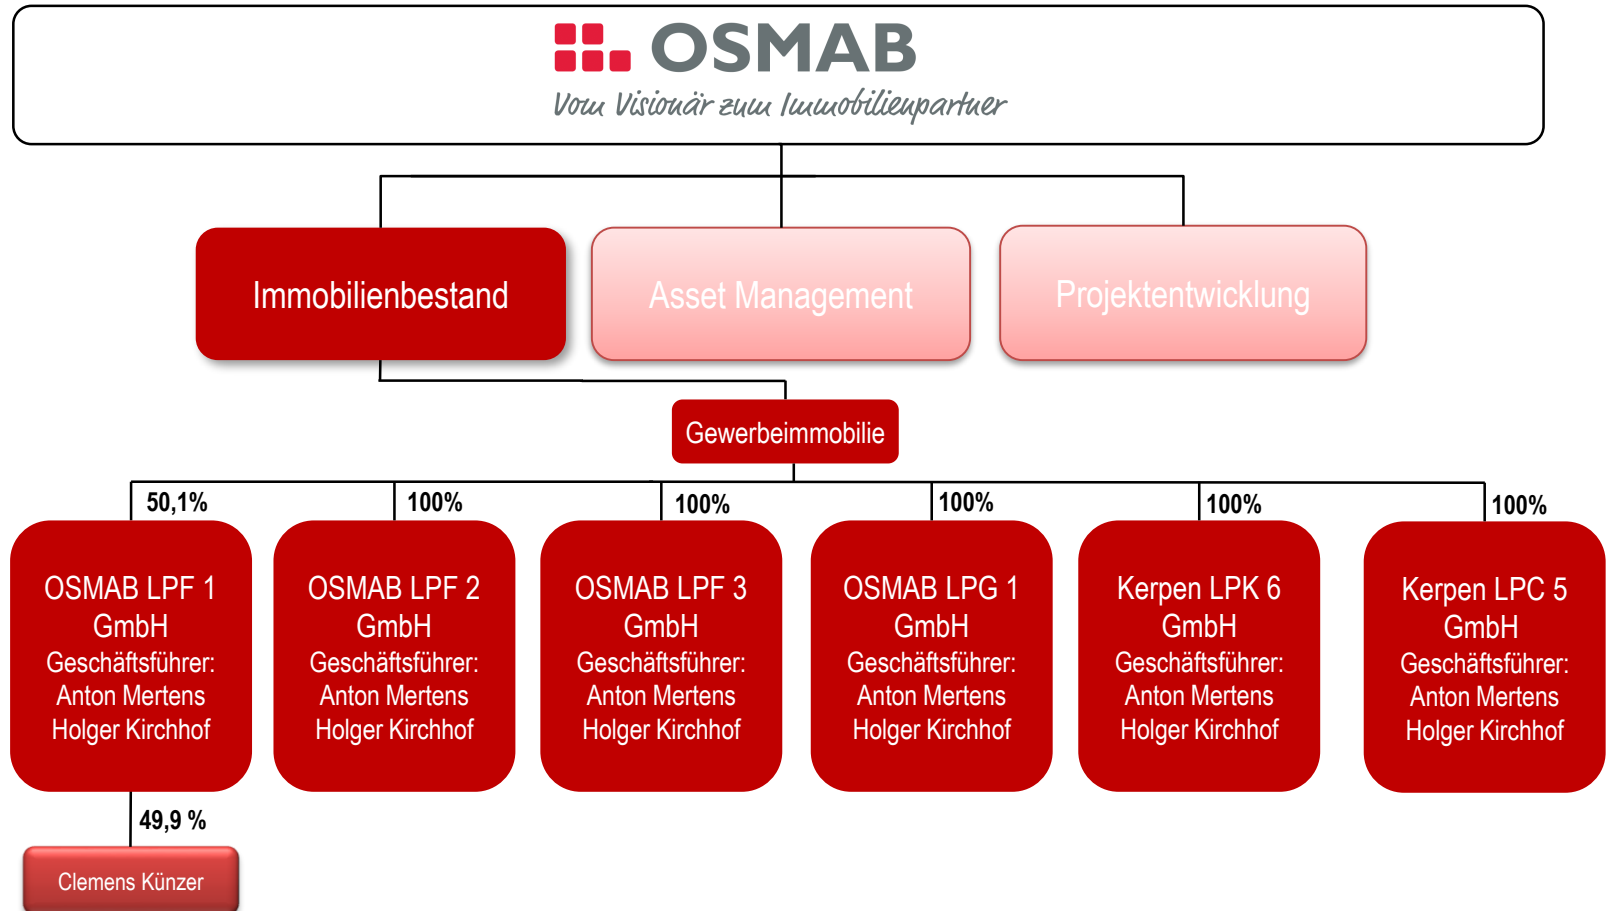 OSMAB
Vom Visionär zum Immobilienpartner
Immobilienbestand
Asset Management
Projektentwicklung
Gewerbeimmobilie
50,1%
100%
100%
100%
100%
100%
OSMAB LPF 1
GmbH
Geschäftsführer:
Anton Mertens
Holger Kirchhof
OSMAB LPF 2
GmbH
Geschäftsführer:
Anton Mertens
Holger Kirchhof
OSMAB LPF 3
GmbH
Geschäftsführer:
Anton Mertens
Holger Kirchhof
OSMAB LPG 1
GmbH
Geschäftsführer:
Anton Mertens
Holger Kirchhof
Kerpen LPK 6
GmbH
Geschäftsführer:
Anton Mertens
Holger Kirchhof
Kerpen LPC 5
GmbH
Geschäftsführer:
Anton Mertens
Holger Kirchhof
49,9 %
Clemens Künzer